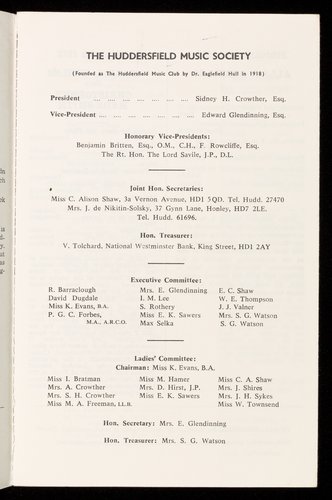 THE HUDDERSFIELD MUSIC SOCIETY
(Founded as The Huddersfield Music Club by Dr. Eaglefield Hull in 1918)
President .... .... .... .... .... .... Sidney H. Crowther, Esq.
Vice-President .... .... .... .... .... Edward Glendinning, Esq.
Honorary Vice-Presidents:
Benjamin Britten, Esq., O.M., C.H., F. Rowcliffe, Esq.
The Rt. Hon. The Lord Savile, J.P., D.L.
Joint Hon. Secretaries:
Miss C. Alison Shaw, 3a Vernon Avenue, HD1 5QD. Tel. Hudd. 27470
Mrs. J. de Nikitin-Solsky, 37 Gynn Lane, Honley, HD7 2LE.
Tel. Hudd. 61696.
Hon. Treasurer:
V. Tolchard, National Westminster Bank, King Street, HD1 2AY
Executive Committee:
R. Barraclough Mrs. E. Glendinning E. C. Shaw
David Dugdale I. M. Lee W. E. Thompson
Miss K. Evans, B.A. S. Rothery J. J. Valner
P. G. C. Forbes, Miss E. K. Sawers Mrs. S. G. Watson
M.A., A.R.C.O. Max Selka S. G. Watson
Ladies' Committee:
Chairman: Miss K. Evans, B.A.
Miss I. Bratman Miss M. Hamer Miss C. A. Shaw
Mrs. A. Crowther Mrs. D. Hirst, J.P. Mrs. J. Shires
Mrs. S. H. Crowther Miss E. K. Sawers Mrs. J. H. Sykes
Miss M. A. Freeman, LL.B. Miss W. Townsend
Hon. Secretary: Mrs. E. Glendinning
Hon. Treasurer: Mrs. S. G. Watson